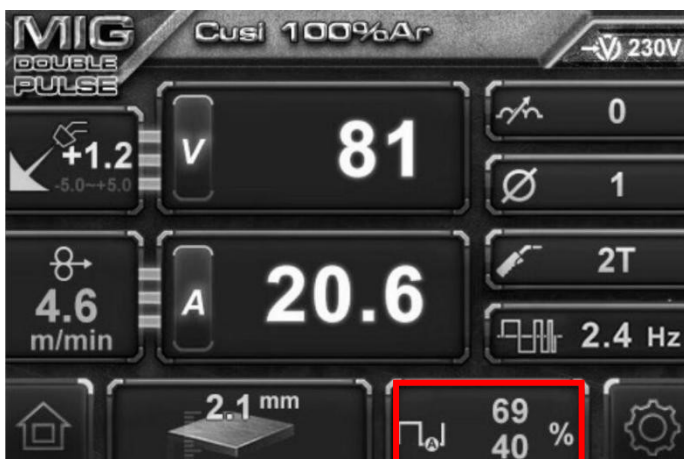 MIG
DOUBLE
PULSE
Cusi 100%Ar
V 230V
+1.2
-5.0~+5.0
V
81
0
1
4.6
m/min
A
20.6
2T
2.4 Hz
2.1 mm
A
69
40
%